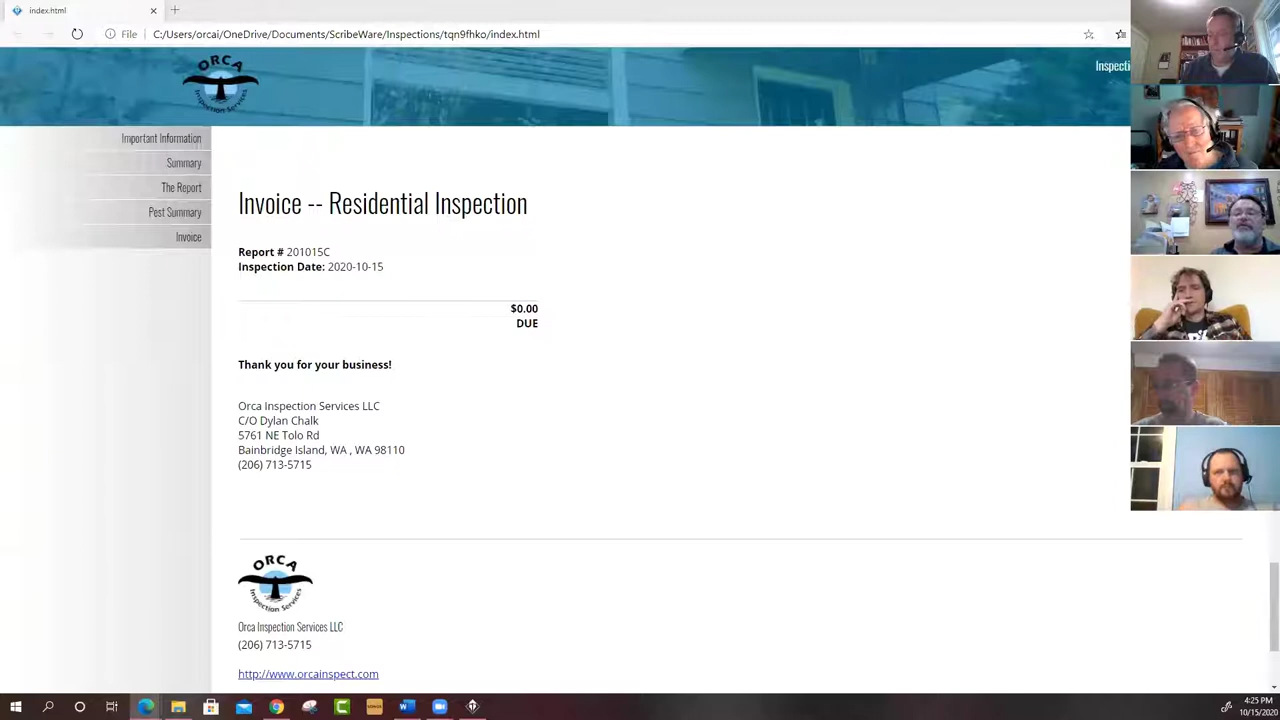 index.html
File
C:/Users/orcai/OneDrive/Documents/ScribeWare/Inspections/tqn9fhko/index.html
ORCA
Inspection Services
Inspecti
Important Information
Summary
The Report
Pest Summary
Invoice
Invoice -- Residential Inspection
Report # 201015C
Inspection Date: 2020-10-15
$0.00
DUE
Thank you for your business!
Orca Inspection Services LLC
C/O Dylan Chalk
5761 NE Tolo Rd
Bainbridge Island, WA , WA 98110
(206) 713-5715
ORCA
Inspection Services
Orca Inspection Services LLC
(206) 713-5715
http://www.orcainspect.com
4:25 PM
10/15/2020